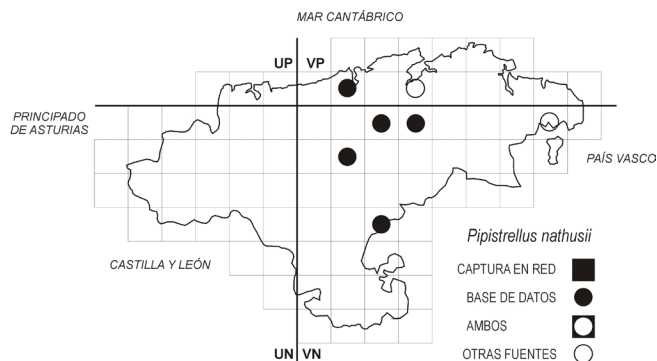 MAR CANTÁBRICO
UP VP
PRINCIPADO
DE ASTURIAS
PAÍS VASCO
CASTILLA Y LEÓN
Pipistrellus nathusii
CAPTURA EN RED
BASE DE DATOS
AMBOS
OTRAS FUENTES
UN VN